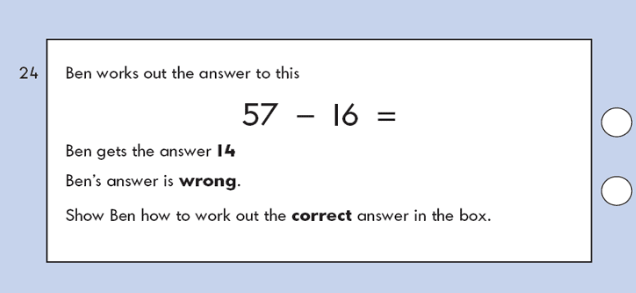 24
Ben works out the answer to this
57 – 16 =
Ben gets the answer 14
Ben's answer is wrong.
Show Ben how to work out the correct answer in the box.